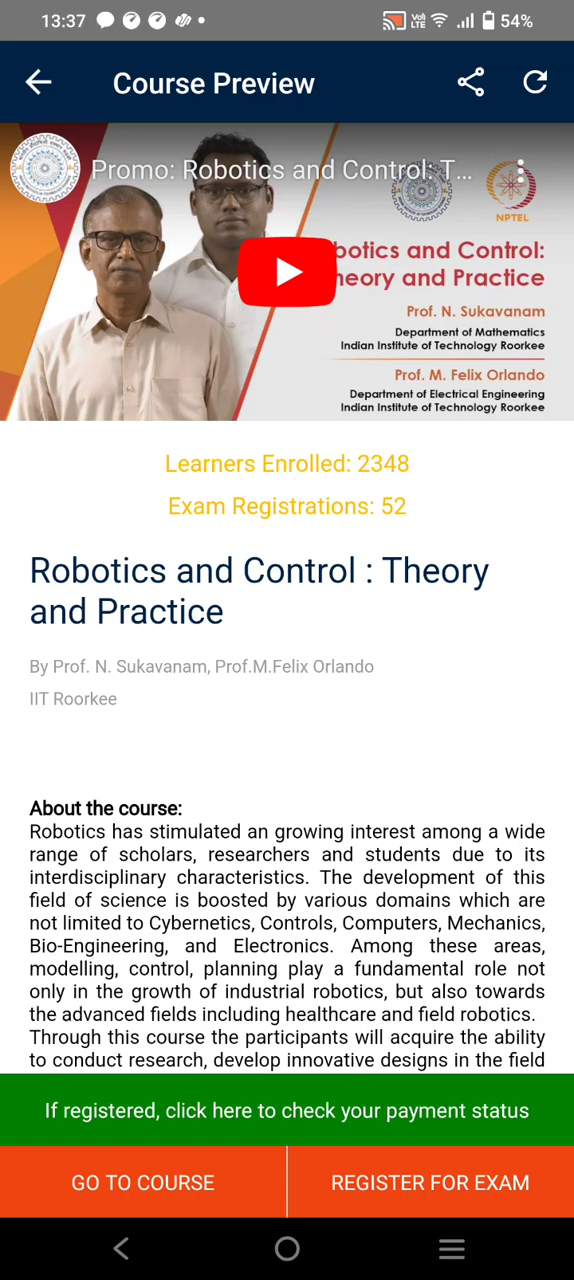 13:37
Vo)
LTE
54%
Course Preview
Promo: Robotics and Control: T...
NPTEL
botics and Control:
heory and Practice
Prof. N. Sukavanam
Department of Mathematics
Indian Institute of Technology Roorkee
Prof. M. Felix Orlando
Department of Electrical Engineering
Indian Institute of Technology Roorkee
Learners Enrolled: 2348
Exam Registrations: 52
Robotics and Control : Theory
and Practice
By Prof. N. Sukavanam, Prof.M.Felix Orlando
IIT Roorkee
About the course:
Robotics has stimulated an growing interest among a wide
range of scholars, researchers and students due to its
interdisciplinary characteristics. The development of this
field of science is boosted by various domains which are
not limited to Cybernetics, Controls, Computers, Mechanics,
Bio-Engineering, and Electronics. Among these areas,
modelling, control, planning play a fundamental role not
only in the growth of industrial robotics, but also towards
the advanced fields including healthcare and field robotics.
Through this course the participants will acquire the ability
to conduct research, develop innovative designs in the field
If registered, click here to check your payment status
GO TO COURSE
REGISTER FOR EXAM